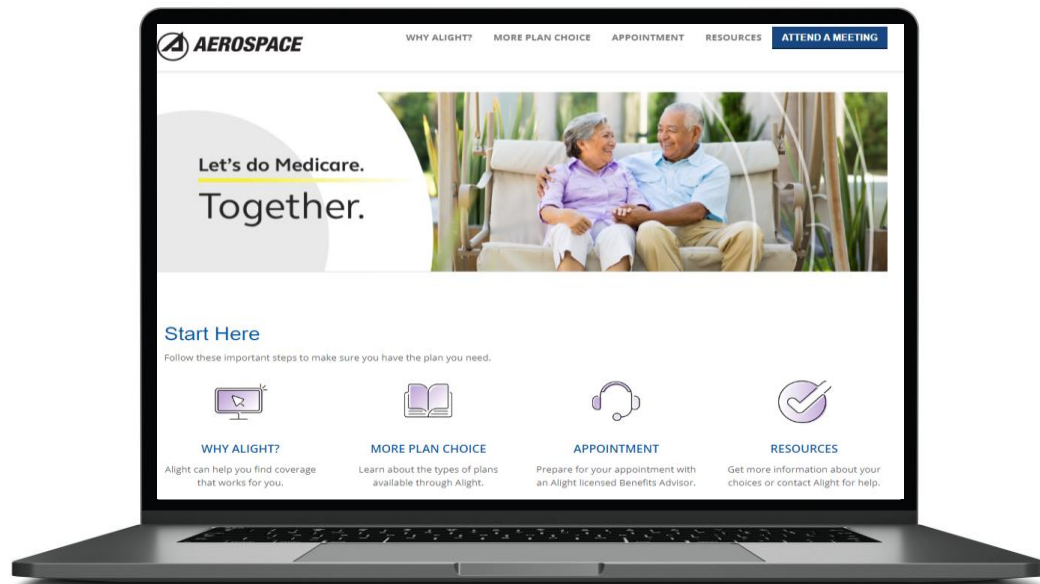 AEROSPACE
WHY ALIGHT? MORE PLAN CHOICE APPOINTMENT RESOURCES ATTEND A MEETING
Let's do Medicare.
Together.
Start Here
Follow these important steps to make sure you have the plan you need.
WHY ALIGHT?
Alight can help you find coverage
that works for you.
MORE PLAN CHOICE
Learn about the types of plans
available through Alight.
APPOINTMENT
Prepare for your appointment with
an Alight licensed Benefits Advisor.
RESOURCES
Get more information about your
choices or contact Alight for help.